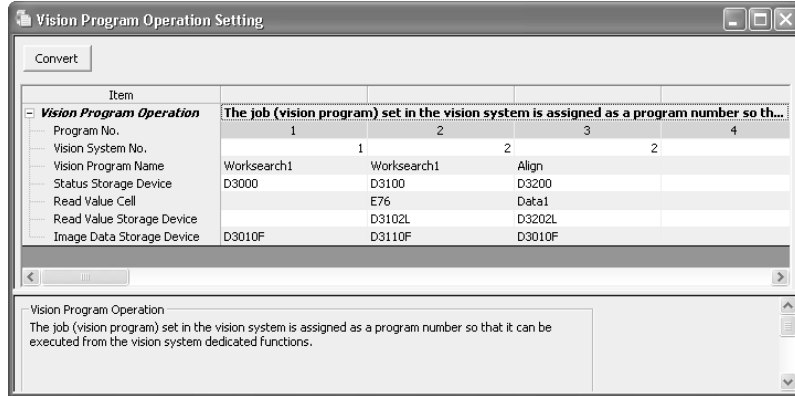 Vision Program Operation Setting
Convert
Item
Vision Program Operation The job (vision program) set in the vision system is assigned as a program number so th...
Program No. 1 2 3 4
Vision System No. 1 2 2
Vision Program Name Worksearch1 Worksearch1 Align
Status Storage Device D3000 D3100 D3200
Read Value Cell E76 Data1
Read Value Storage Device D3102L D3202L
Image Data Storage Device D3010F D3110F D3010F
Vision Program Operation
The job (vision program) set in the vision system is assigned as a program number so that it can be
executed from the vision system dedicated functions.